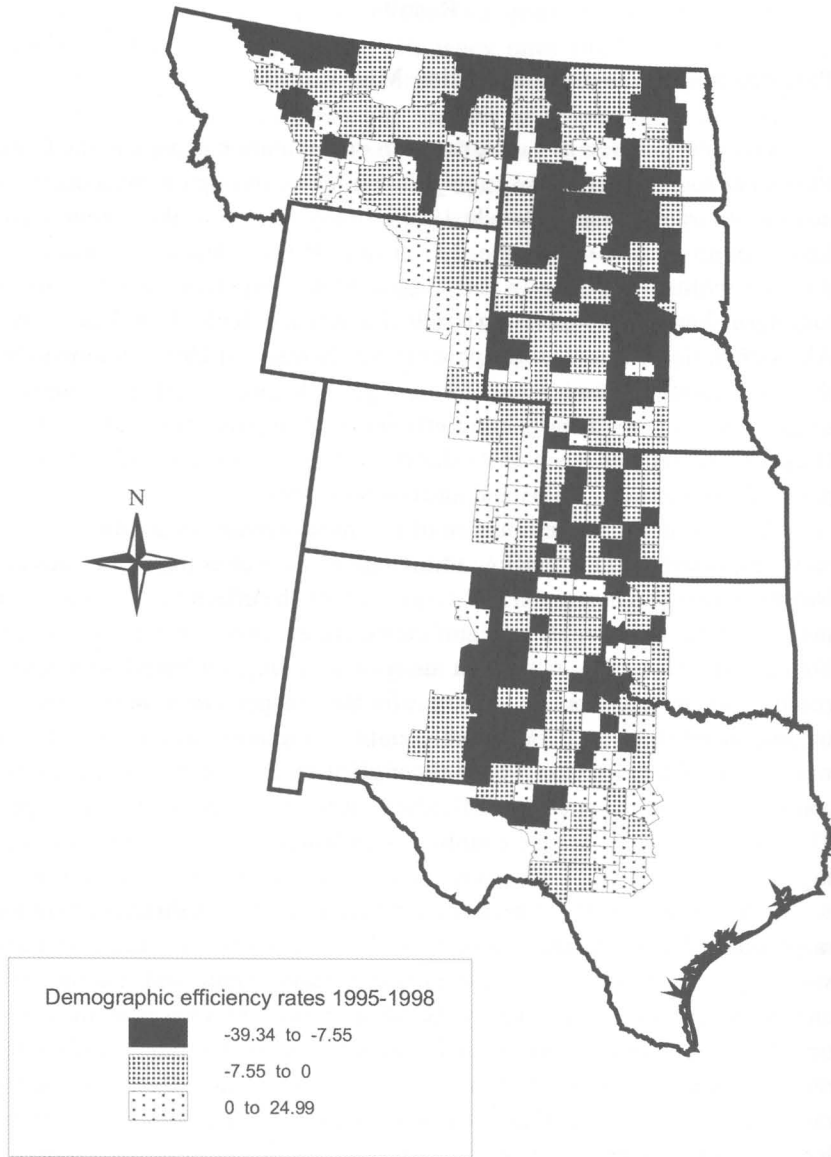 N
Demographic efficiency rates 1995-1998
-39.34 to -7.55
-7.55 to 0
0 to 24.99